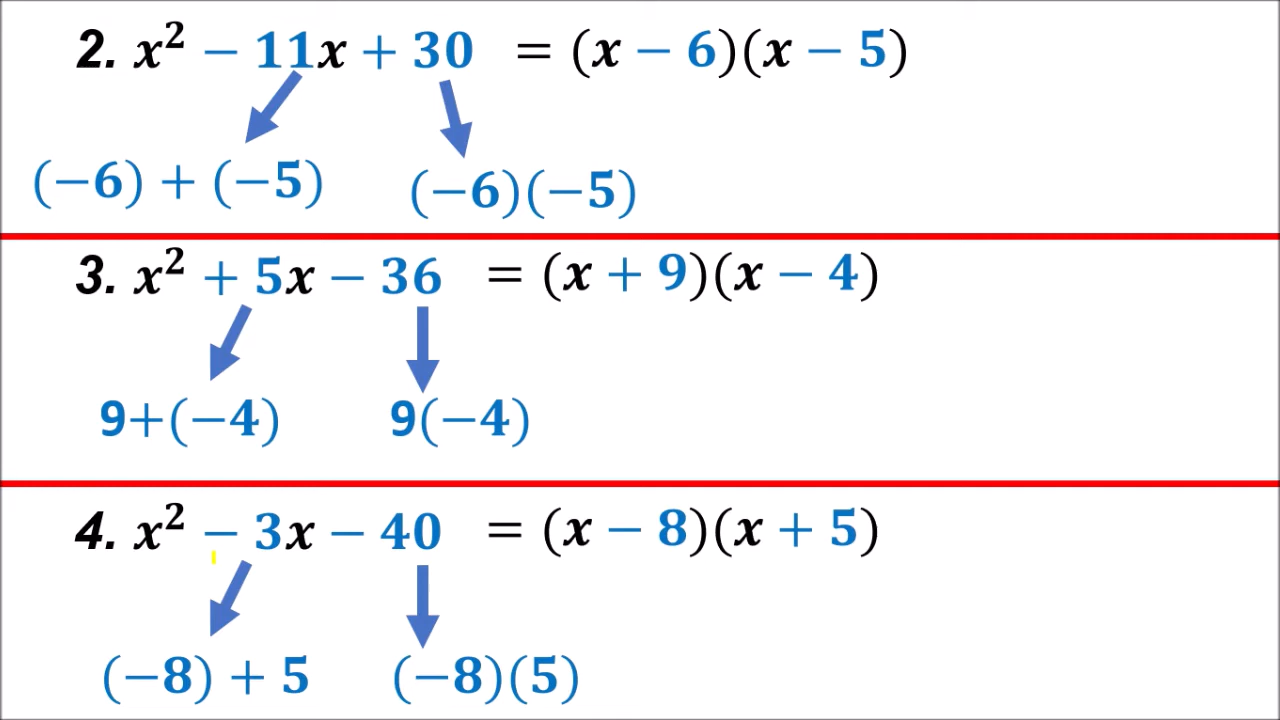 2. x² − 11x + 30 = (x − 6)(x − 5)
(−6) + (−5) (−6)(−5)
3. x² + 5x − 36 = (x + 9)(x − 4)
9+(−4) 9(−4)
4. x² − 3x − 40 = (x − 8)(x + 5)
(−8) + 5 (−8)(5)